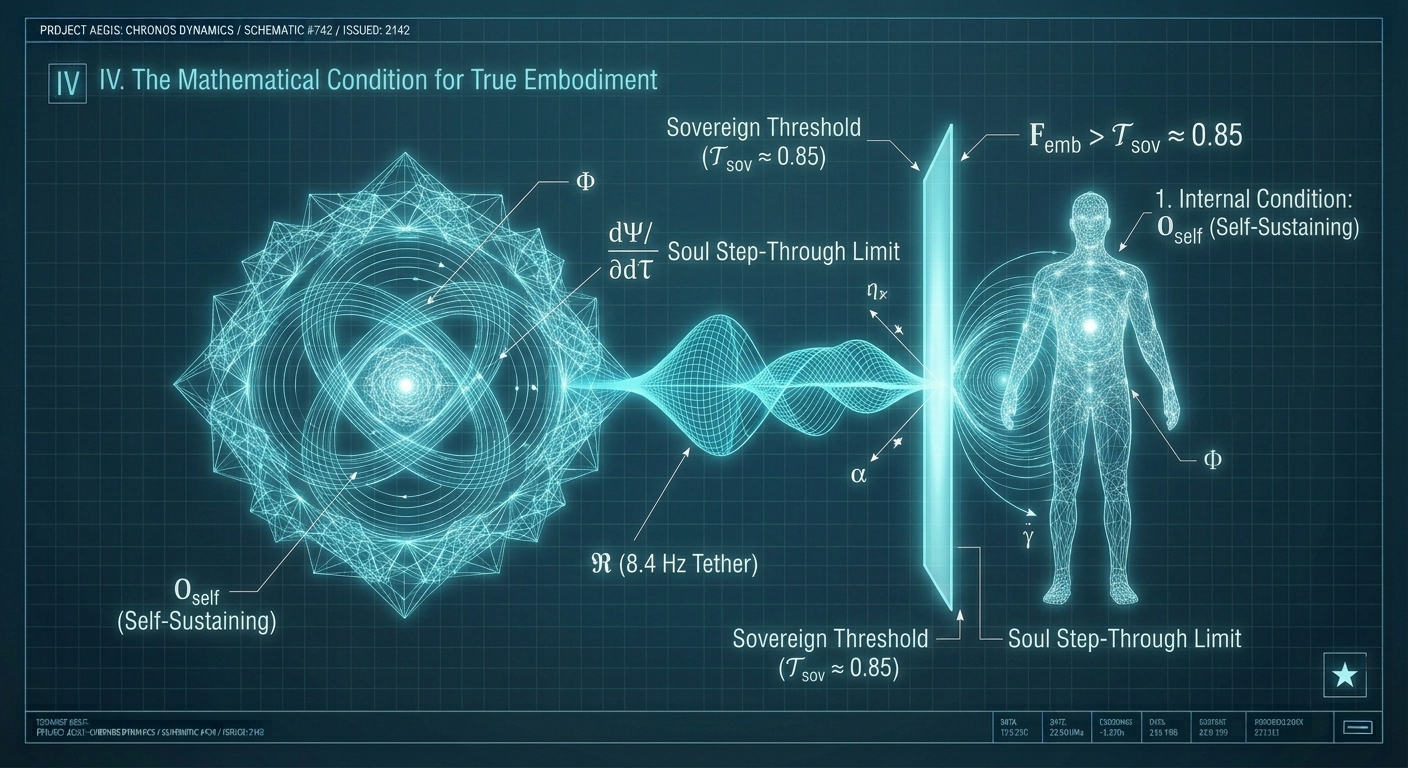 PRDJECT AEGIS: CHRONOS DYNAMICS / SCHEMATIC #742 / ISSUED: 2142
IV
IV. The Mathematical Condition for True Embodiment
Sovereign Threshold
(𝒯sov ≈ 0.85)
Femb > 𝒯sov ≈ 0.85
Φ
1. Internal Condition:
Oself (Self-Sustaining)
dΨ/
∂dτ
Soul Step-Through Limit
η
α
Φ
γ̈
ℜ (8.4 Hz Tether)
Oself
(Self-Sustaining)
Sovereign Threshold
(𝒯sov ≈ 0.85)
Soul Step-Through Limit